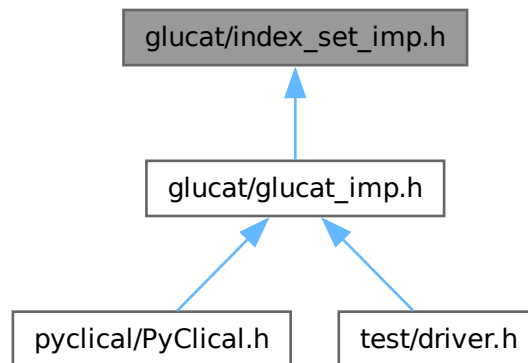 glucat/index_set_imp.h
glucat/glucat_imp.h
pyclical/PyClical.h
test/driver.h